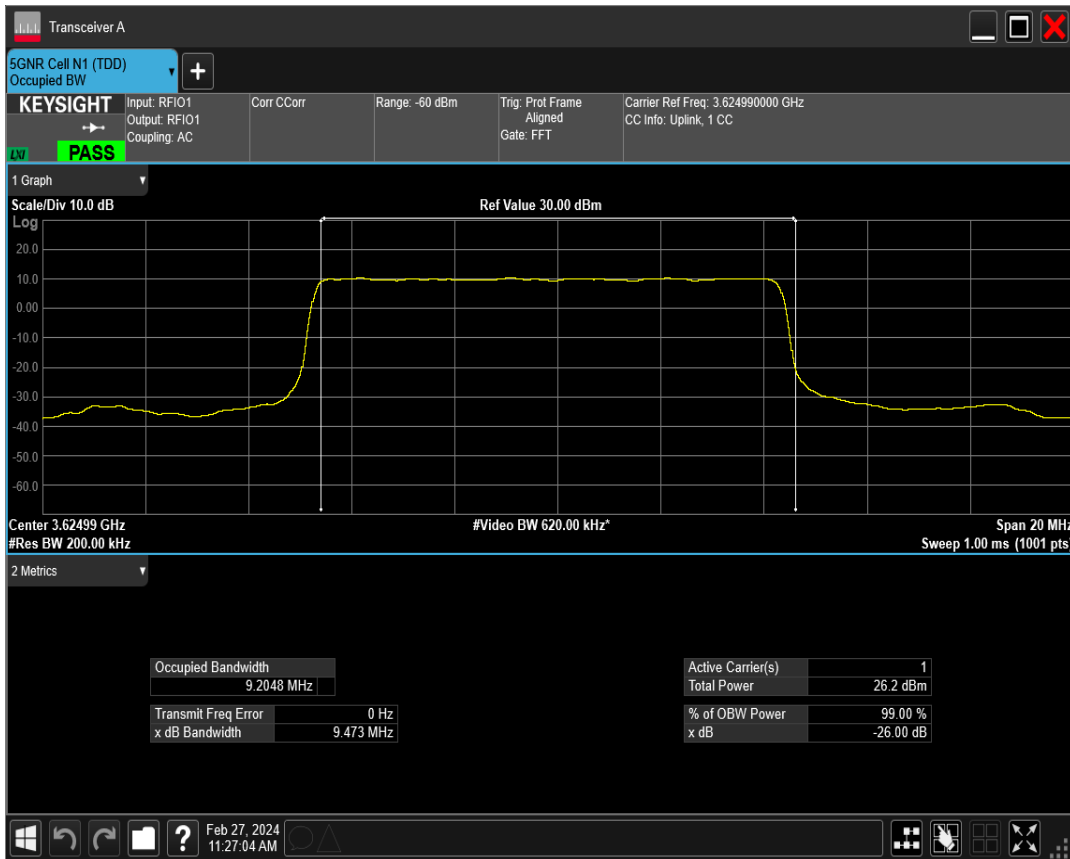 Transceiver A
5GNR Cell N1 (TDD)
Occupied BW
+
KEYSIGHT
LXI
PASS
Input: RFIO1
Output: RFIO1
Coupling: AC
Corr CCorr
Range: -60 dBm
Trig: Prot Frame
Aligned
Gate: FFT
Carrier Ref Freq: 3.624990000 GHz
CC Info: Uplink, 1 CC
1 Graph
Scale/Div 10.0 dB
Ref Value 30.00 dBm
Log
20.0
10.0
0.00
-10.0
-20.0
-30.0
-40.0
-50.0
-60.0
Center 3.62499 GHz
#Video BW 620.00 kHz*
Span 20 MHz
#Res BW 200.00 kHz
Sweep 1.00 ms (1001 pts)
2 Metrics
Occupied Bandwidth
9.2048 MHz
Transmit Freq Error 0 Hz
x dB Bandwidth 9.473 MHz
Active Carrier(s) 1
Total Power 26.2 dBm
% of OBW Power 99.00 %
x dB -26.00 dB
?
Feb 27, 2024
11:27:04 AM